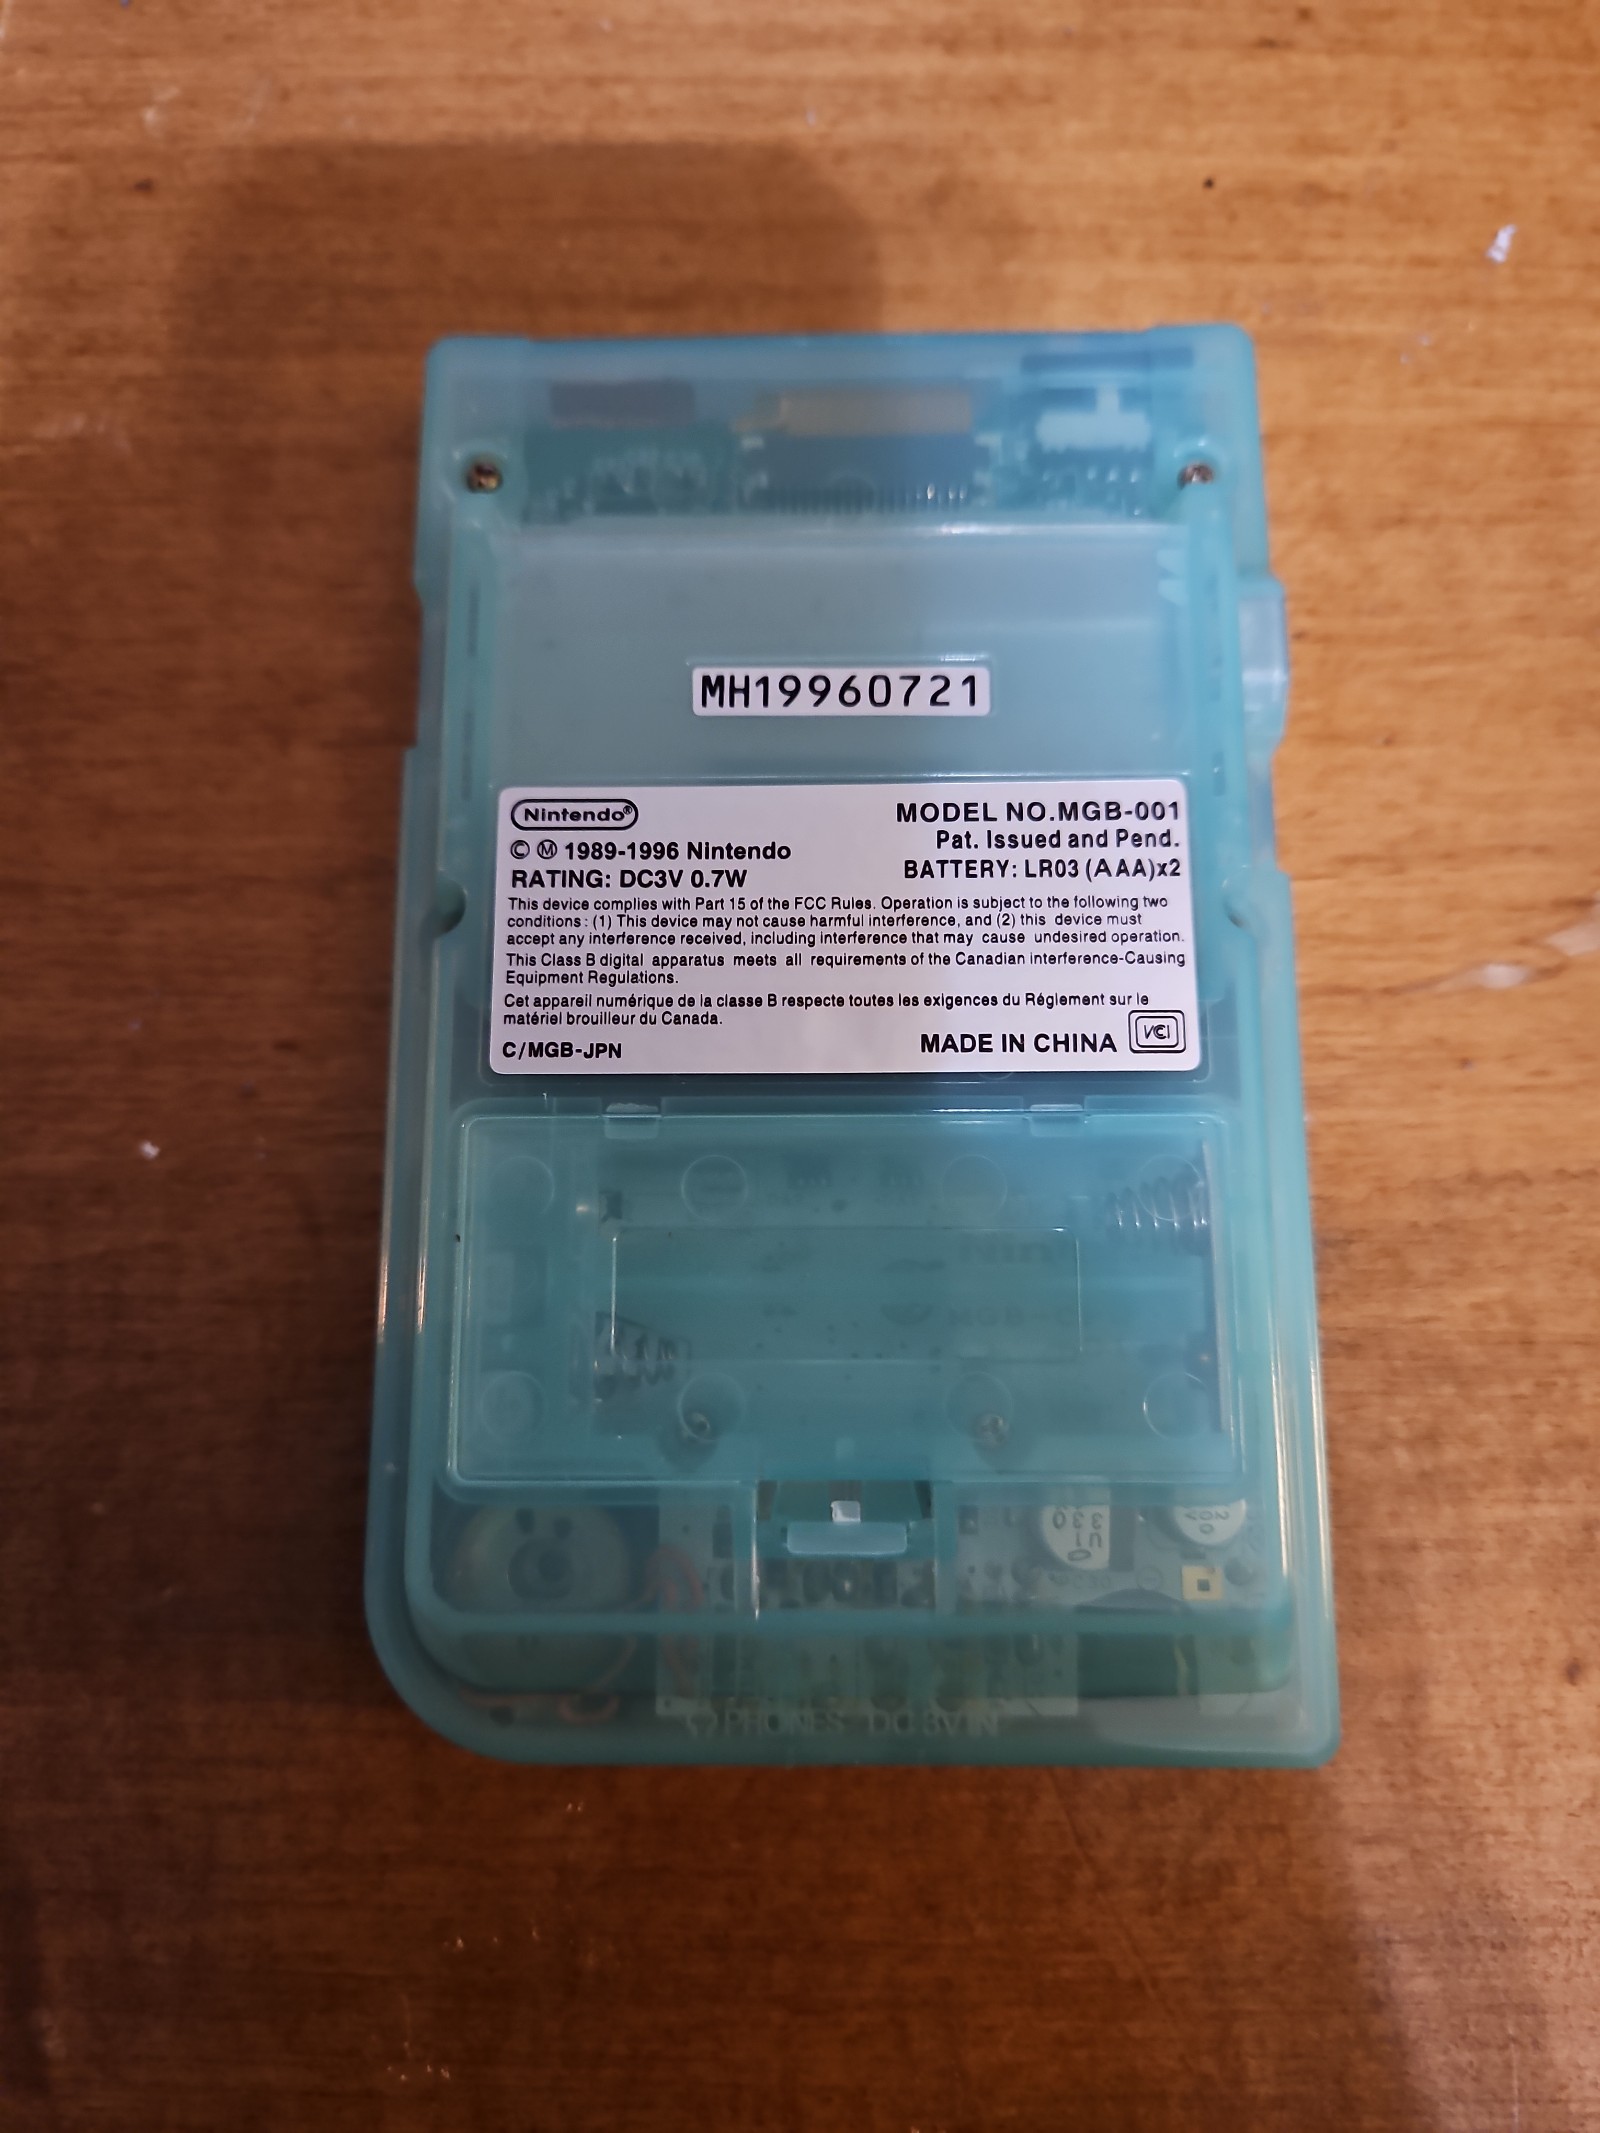 MH19960721
Nintendo®
MODEL NO.MGB-001
Pat. Issued and Pend.
© Ⓜ 1989-1996 Nintendo
BATTERY: LR03 (AAA)x2
RATING: DC3V 0.7W
This device complies with Part 15 of the FCC Rules. Operation is subject to the following two
conditions: (1) This device may not cause harmful interference, and (2) this device must
accept any interference received, including interference that may cause undesired operation.
This Class B digital apparatus meets all requirements of the Canadian interference-Causing
Equipment Regulations.
Cet appareil numérique de la classe B respecte toutes les exigences du Réglement sur le
matériel brouilleur du Canada.
C/MGB-JPN
MADE IN CHINA
VCI
PHONES DC 3V IN